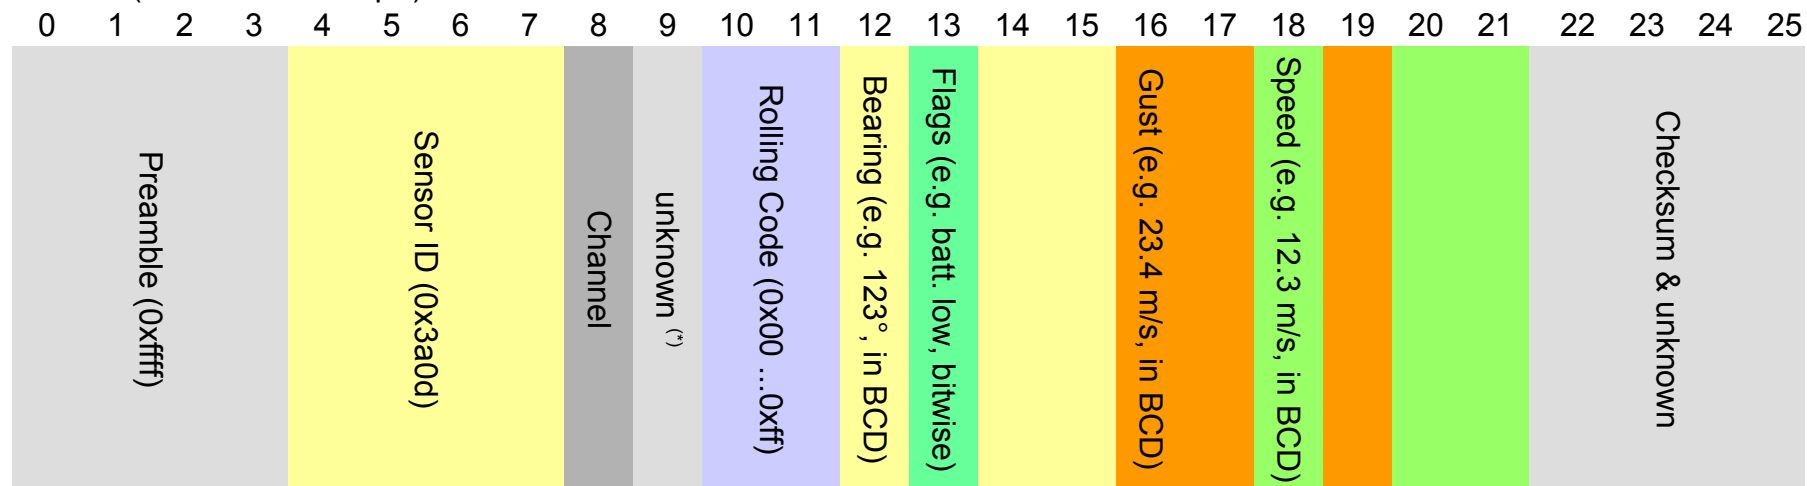 0 1 2 3 4 5 6 7 8 9 10 11 12 13 14 15 16 17 18 19 20 21 22 23 24 25
Preamble (0xffff)
Sensor ID (0x3a0d)
Channel
unknown (*)
Rolling Code (0x00 ...0xff)
Bearing (e.g. 123°, in BCD)
Flags (e.g. batt. low, bitwise)
Gust (e.g. 23.4 m/s, in BCD)
Speed (e.g. 12.3 m/s, in BCD)
Checksum & unknown